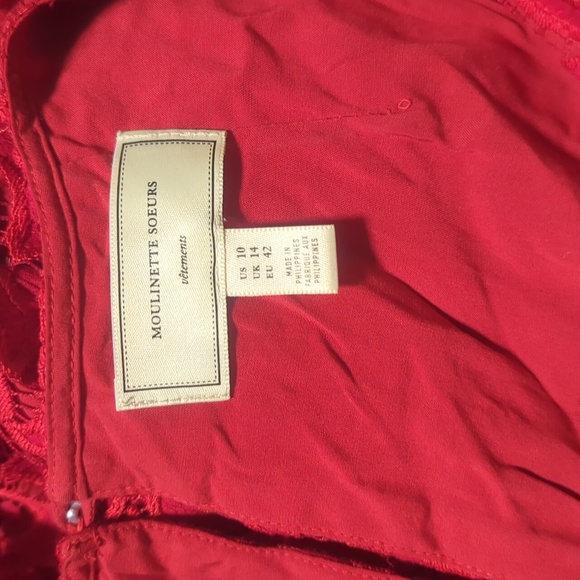 MOULINETTE SOEURS
vêtements
US 10
UK 14
EU 42
MADE IN
PHILIPPINES
FABRIQUÉ AUX
PHILIPPINES